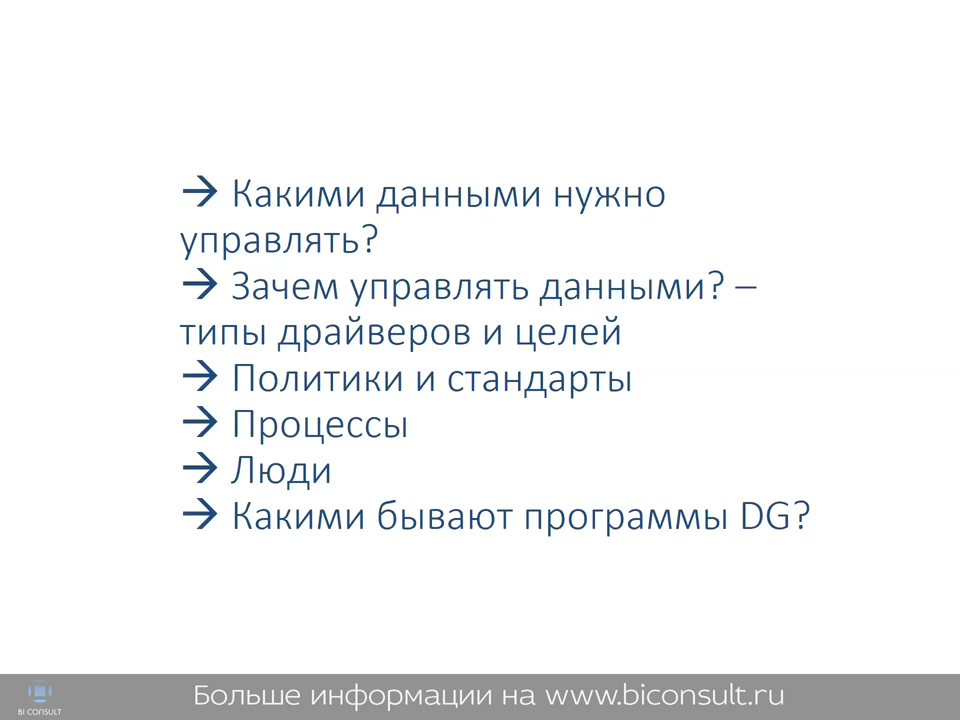 → Какими данными нужно
управлять?
→ Зачем управлять данными? –
типы драйверов и целей
→ Политики и стандарты
→ Процессы
→ Люди
→ Какими бывают программы DG?
BI CONSULT
Больше информации на www.biconsult.ru